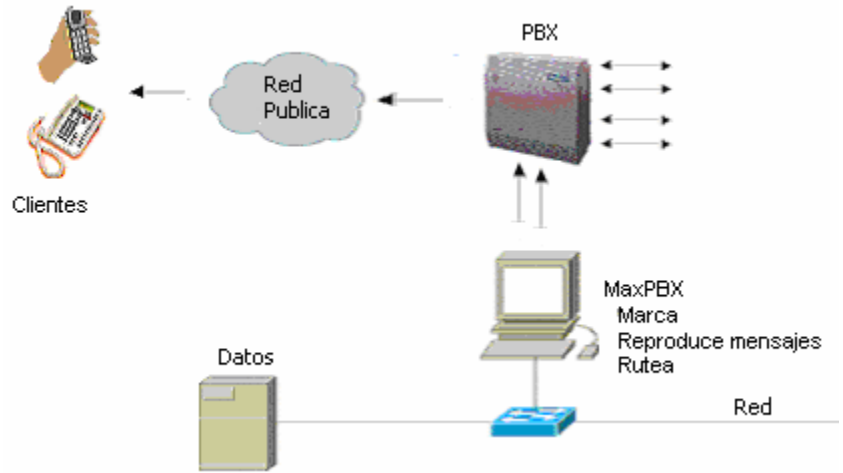 PBX
Red
Publica
Clientes
MaxPBX
Marca
Reproduce mensajes
Rutea
Datos
Red